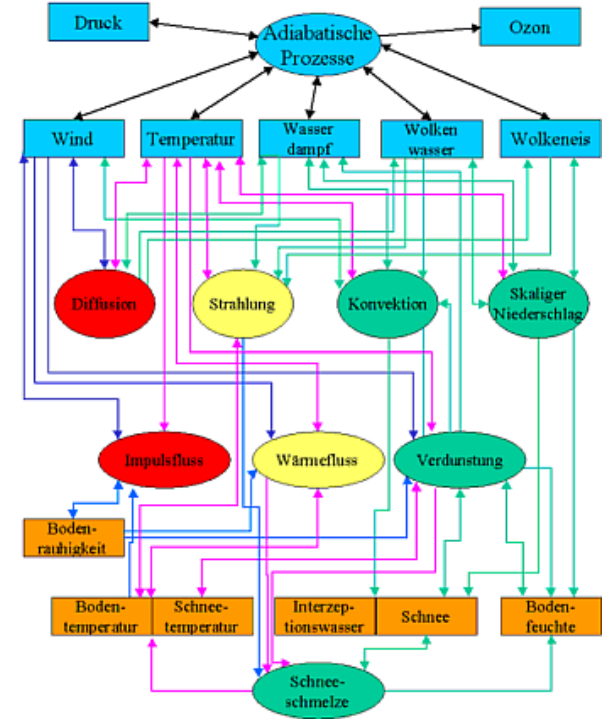 Druck
Adiabatische
Prozesse
Ozon
Wind
Temperatur
Wasser
dampf
Wolken
wasser
Wolkeneis
Diffusion
Strahlung
Konvektion
Skaliger
Niederschlag
Impulsfluss
Wärmefluss
Verdunstung
Boden-
rauhigkeit
Boden-
temperatur
Schnee-
temperatur
Interzep-
tionswasser
Schnee
Boden-
feuchte
Schnee-
schmelze